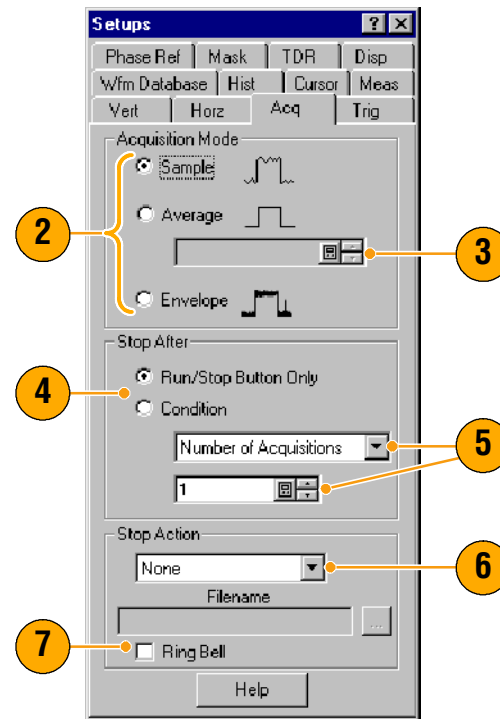 Setups
Phase Ref Mask TDR Disp
Wfm Database Hist Cursor Meas
Vert Horz Acq Trig
Acquisition Mode
Sample
2
Average
3
Envelope
Stop After
Run/Stop Button Only
4
Condition
Number of Acquisitions
5
1
Stop Action
None
6
Filename
...
7
Ring Bell
Help